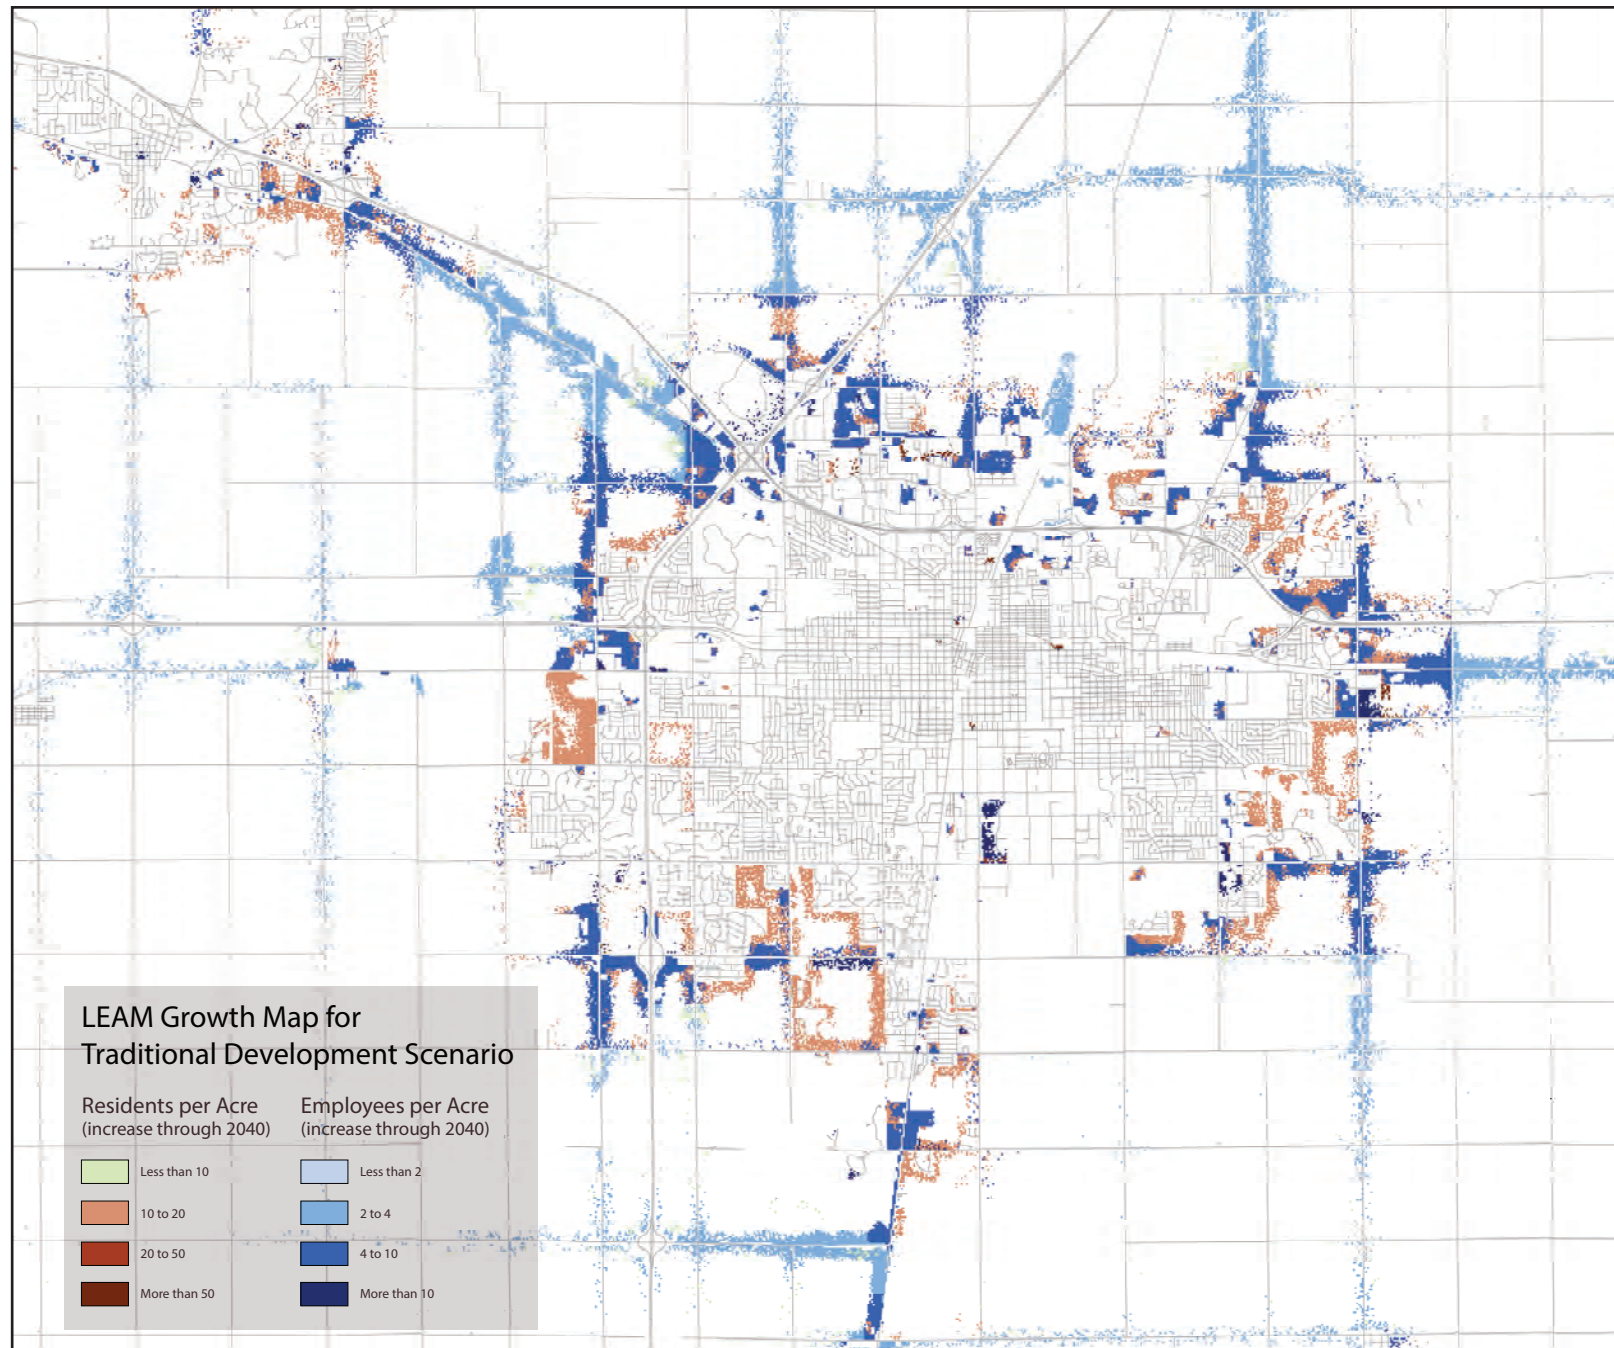 LEAM Growth Map for
Traditional Development Scenario
Residents per Acre
(increase through 2040)
Less than 10
10 to 20
20 to 50
More than 50
Employees per Acre
(increase through 2040)
Less than 2
2 to 4
4 to 10
More than 10